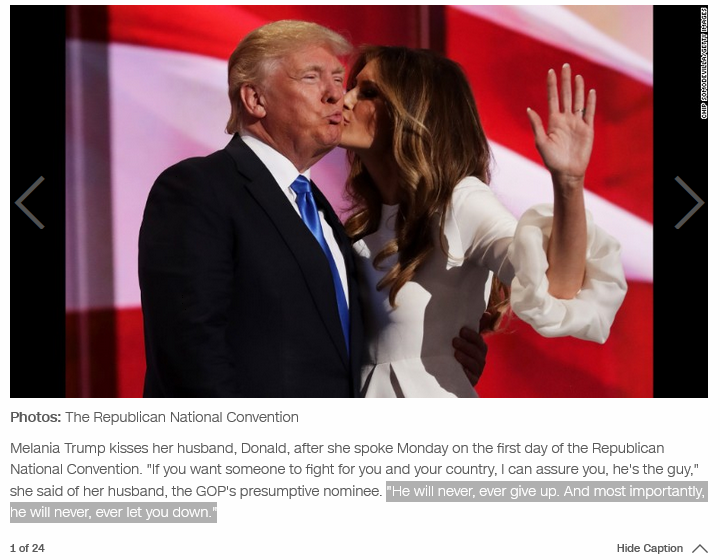 CHIP SOMODEVILLA/GETTY IMAGES
Photos: The Republican National Convention
Melania Trump kisses her husband, Donald, after she spoke Monday on the first day of the Republican
National Convention. "If you want someone to fight for you and your country, I can assure you, he's the guy,"
she said of her husband, the GOP's presumptive nominee. "He will never, ever give up. And most importantly,
he will never, ever let you down."
1 of 24
Hide Caption